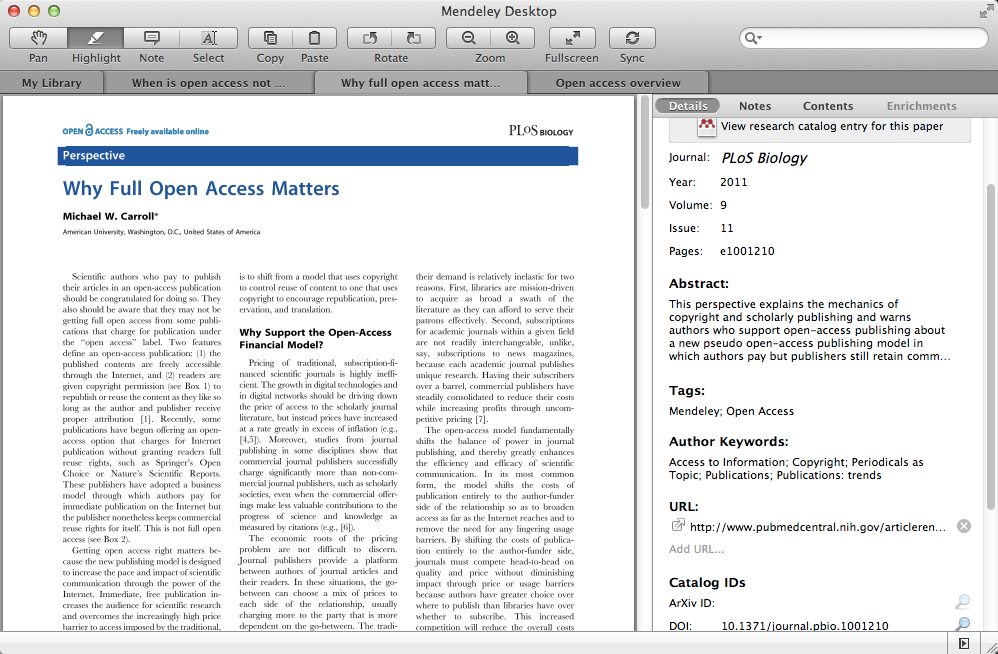 Mendeley Desktop
Pan Highlight Note Select Copy Paste Rotate Zoom Fullscreen Sync
My Library When is open access not ... Why full open access matt... Open access overview
OPEN ACCESS Freely available online
PLoS BIOLOGY
Perspective
Why Full Open Access Matters
Michael W. Carroll*
American University, Washington, D.C., United States of America
Scientific authors who pay to publish
their articles in an open-access publication
should be congratulated for doing so. They
also should be aware that they may not be
getting full open access from some publi-
cations that charge for publication under
the "open access" label. Two features
define an open-access publication: (1) the
published contents are freely accessible
through the Internet, and (2) readers are
given copyright permission (see Box 1) to
republish or reuse the content as they like so
long as the author and publisher receive
proper attribution [1]. Recently, some
publications have begun offering an open-
access option that charges for Internet
publication without granting readers full
reuse rights, such as Springer's Open
Choice or Nature's Scientific Reports.
These publishers have adopted a business
model through which authors pay for
immediate publication on the Internet but
the publisher nonetheless keeps commercial
reuse rights for itself. This is not full open
access (see Box 2).
Getting open access right matters be-
cause the new publishing model is designed
to increase the pace and impact of scientific
communication through the power of the
Internet. Immediate, free publication in-
creases the audience for scientific research
and overcomes the increasingly high price
barrier to access imposed by the traditional,
is to shift from a model that uses copyright
to control reuse of content to one that uses
copyright to encourage republication, pres-
ervation, and translation.
Why Support the Open-Access
Financial Model?
Pricing of traditional, subscription-fi-
nanced scientific journals is highly ineffi-
cient. The growth in digital technologies and
in digital networks should be driving down
the price of access to the scholarly journal
literature, but instead prices have increased
at a rate greatly in excess of inflation (e.g.,
[4,5]). Moreover, studies from journal
publishing in some disciplines show that
commercial journal publishers successfully
charge significantly more than non-com-
mercial journal publishers, such as scholarly
societies, even when the commercial offer-
ings make less valuable contributions to the
progress of science and knowledge as
measured by citations (e.g., [6]).
The economic roots of the pricing
problem are not difficult to discern.
Journal publishers provide a platform
between authors of journal articles and
their readers. In these situations, the go-
between can choose a mix of prices to
each side of the relationship, usually
charging more to the party that is more
dependent on the go-between. The tradi-
their demand is relatively inelastic for two
reasons. First, libraries are mission-driven
to acquire as broad a swath of the
literature as they can afford to serve their
patrons effectively. Second, subscriptions
for academic journals within a given field
are not readily interchangeable, unlike,
say, subscriptions to news magazines,
because each academic journal publishes
unique research. Having their subscribers
over a barrel, commercial publishers have
steadily consolidated to reduce their costs
while increasing profits through uncom-
petitive pricing [7].
The open-access model fundamentally
shifts the balance of power in journal
publishing, and thereby greatly enhances
the efficiency and efficacy of scientific
communication. In its most common
form, the model shifts the costs of
publication entirely to the author-funder
side of the relationship so as to broaden
access as far as the Internet reaches and to
remove the need for any lingering usage
barriers. By shifting the costs of publica-
tion entirely to the author-funder side,
journals must compete head-to-head on
quality and price without diminishing
impact through price or usage barriers
because authors have greater choice over
where to publish than libraries have over
whether to subscribe. This increased
competition will reduce the overall costs
Details Notes Contents Enrichments
View research catalog entry for this paper
Journal: PLoS Biology
Year: 2011
Volume: 9
Issue: 11
Pages: e1001210
Abstract:
This perspective explains the mechanics of
copyright and scholarly publishing and warns
authors who support open-access publishing about
a new pseudo open-access publishing model in
which authors pay but publishers still retain comm...
Tags:
Mendeley; Open Access
Author Keywords:
Access to Information; Copyright; Periodicals as
Topic; Publications; Publications: trends
URL:
http://www.pubmedcentral.nih.gov/articleren...
Add URL...
Catalog IDs
ArXiv ID:
DOI: 10.1371/journal.pbio.1001210